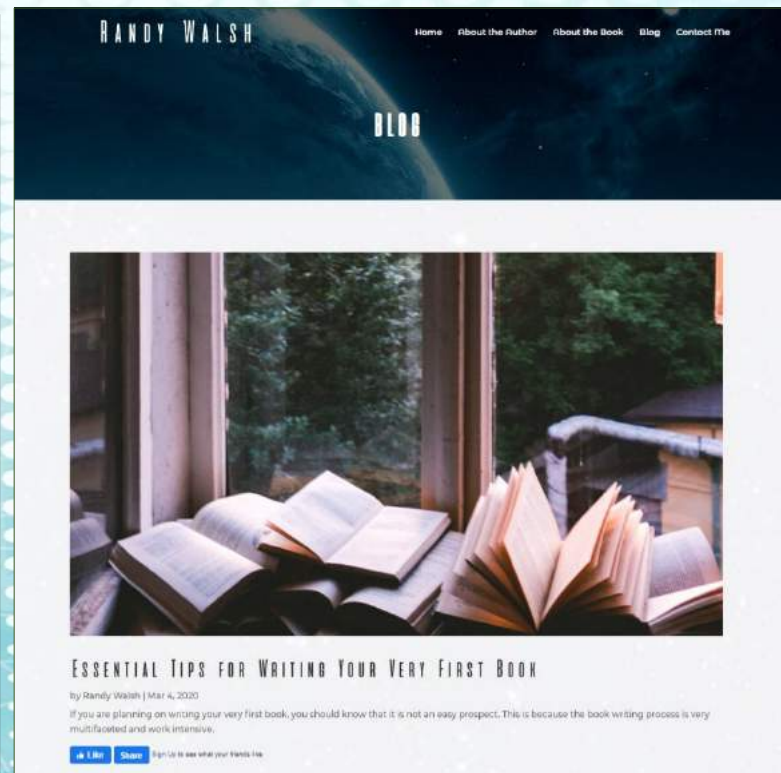 Randy Walsh
Home About the Author About the Book Blog Contact Me
BLOG
Essential Tips for Writing Your Very First Book
by Randy Walsh | Mar 4, 2020
If you are planning on writing your very first book, you should know that it is not an easy prospect. This is because the book writing process is very
multifaceted and work intensive.
Like Share Sign Up to see what your friends like.